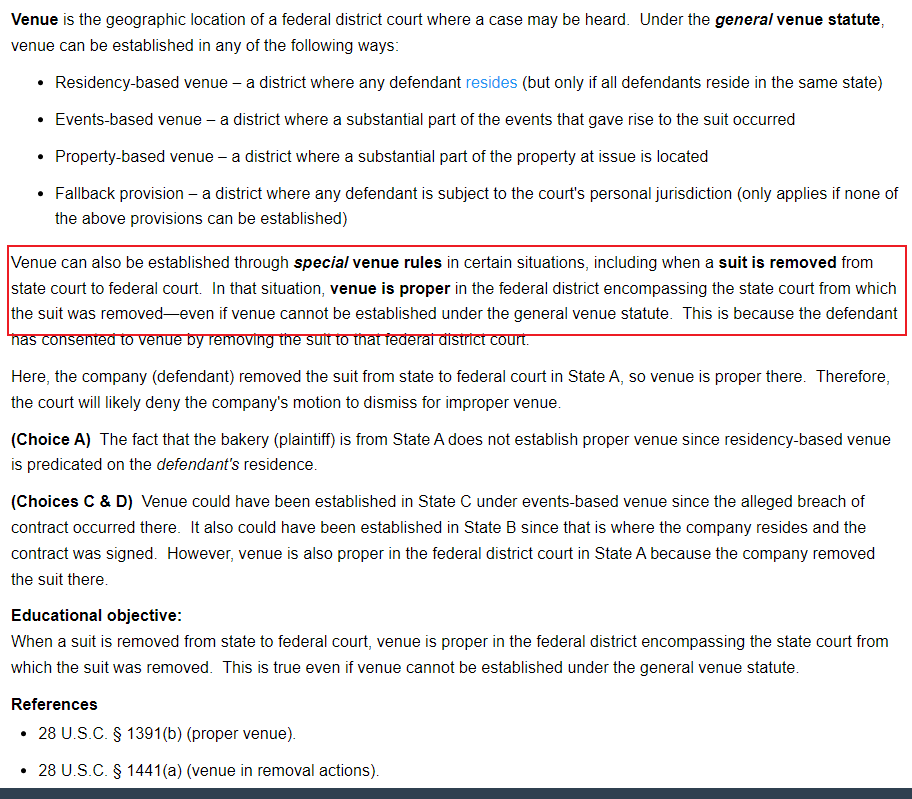 Venue is the geographic location of a federal district court where a case may be heard.  Under the general venue statute,
venue can be established in any of the following ways:
• Residency-based venue – a district where any defendant resides (but only if all defendants reside in the same state)
• Events-based venue – a district where a substantial part of the events that gave rise to the suit occurred
• Property-based venue – a district where a substantial part of the property at issue is located
• Fallback provision – a district where any defendant is subject to the court's personal jurisdiction (only applies if none of
the above provisions can be established)
Venue can also be established through special venue rules in certain situations, including when a suit is removed from
state court to federal court.  In that situation, venue is proper in the federal district encompassing the state court from which
the suit was removed—even if venue cannot be established under the general venue statute.  This is because the defendant
has consented to venue by removing the suit to that federal district court.
Here, the company (defendant) removed the suit from state to federal court in State A, so venue is proper there.  Therefore,
the court will likely deny the company's motion to dismiss for improper venue.
(Choice A)  The fact that the bakery (plaintiff) is from State A does not establish proper venue since residency-based venue
is predicated on the defendant's residence.
(Choices C & D)  Venue could have been established in State C under events-based venue since the alleged breach of
contract occurred there.  It also could have been established in State B since that is where the company resides and the
contract was signed.  However, venue is also proper in the federal district court in State A because the company removed
the suit there.
Educational objective:
When a suit is removed from state to federal court, venue is proper in the federal district encompassing the state court from
which the suit was removed.  This is true even if venue cannot be established under the general venue statute.
References
• 28 U.S.C. § 1391(b) (proper venue).
• 28 U.S.C. § 1441(a) (venue in removal actions).